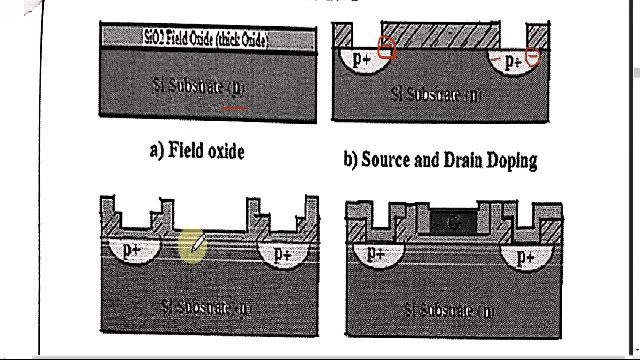 SiO2 Field Oxide (thick Oxide)
Si Substrate (p)
p+
p+
Si Substrate (n)
a) Field oxide
b) Source and Drain Doping
p+
p+
Si Substrate (n)
G
p+
p+
Si Substrate (n)